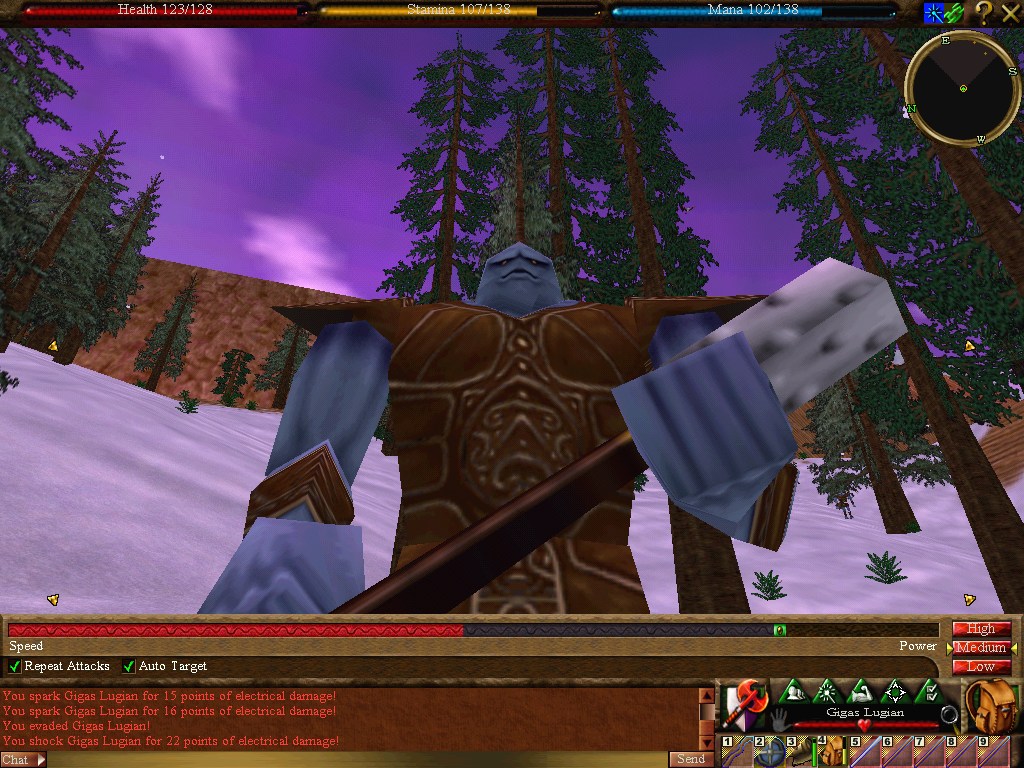 Health 123/128
Stamina 107/138
Mana 102/138
E
S
N
W
Speed
Power
High
Medium
Low
Repeat Attacks
Auto Target
You spark Gigas Lugian for 15 points of electrical damage!
You spark Gigas Lugian for 16 points of electrical damage!
You evaded Gigas Lugian!
You shock Gigas Lugian for 22 points of electrical damage!
Gigas Lugian
1 2 3 4 5 6 7 8 9
Chat
Send